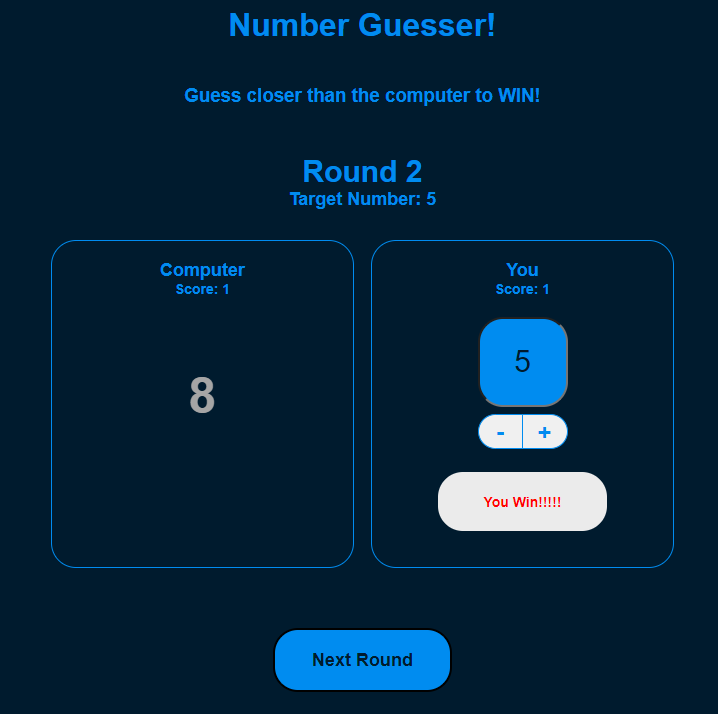 Number Guesser!
Guess closer than the computer to WIN!
Round 2
Target Number: 5
Computer
Score: 1
8
You
Score: 1
5
- +
You Win!!!!!
Next Round